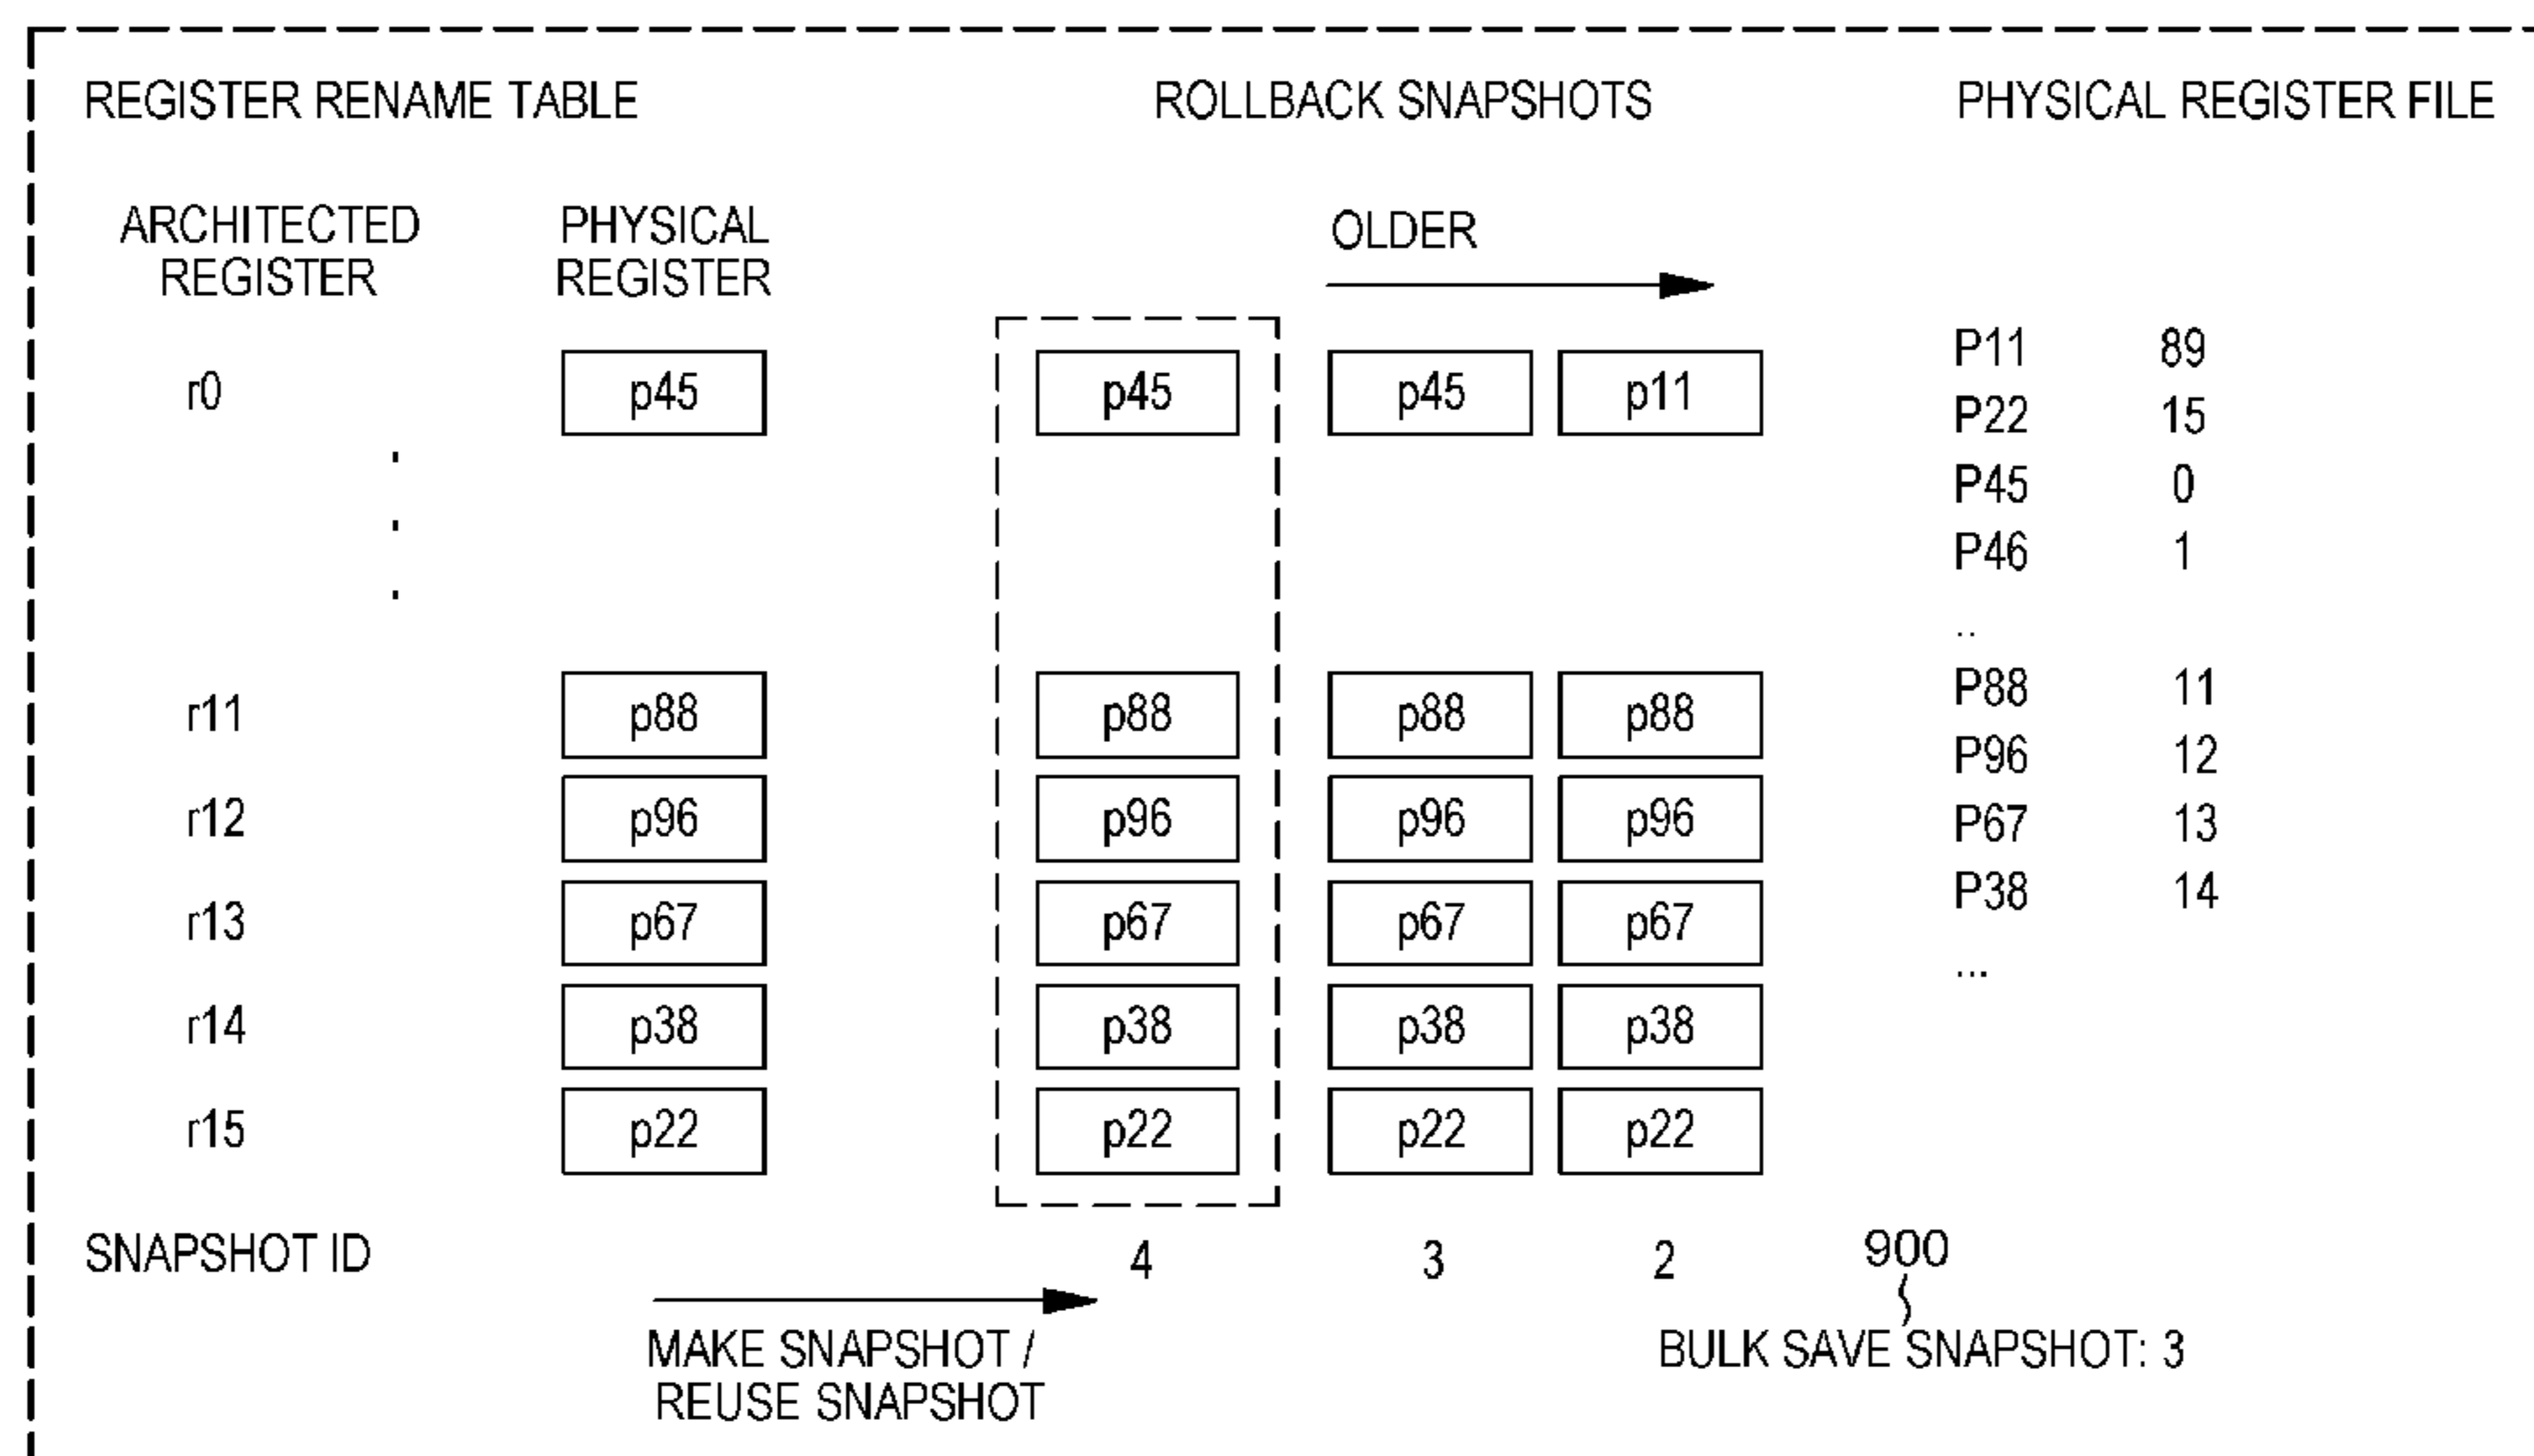 REGISTER RENAME TABLE ROLLBACK SNAPSHOTS PHYSICAL REGISTER FILE
ARCHITECTED REGISTER
PHYSICAL REGISTER
OLDER
r0 p45 p45 p45 p11
r11 p88 p88 p88 p88
r12 p96 p96 p96 p96
r13 p67 p67 p67 p67
r14 p38 p38 p38 p38
r15 p22 p22 p22 p22
SNAPSHOT ID 4 3 2
MAKE SNAPSHOT /
REUSE SNAPSHOT
P11 89
P22 15
P45 0
P46 1
..
P88 11
P96 12
P67 13
P38 14
...
900
BULK SAVE SNAPSHOT: 3